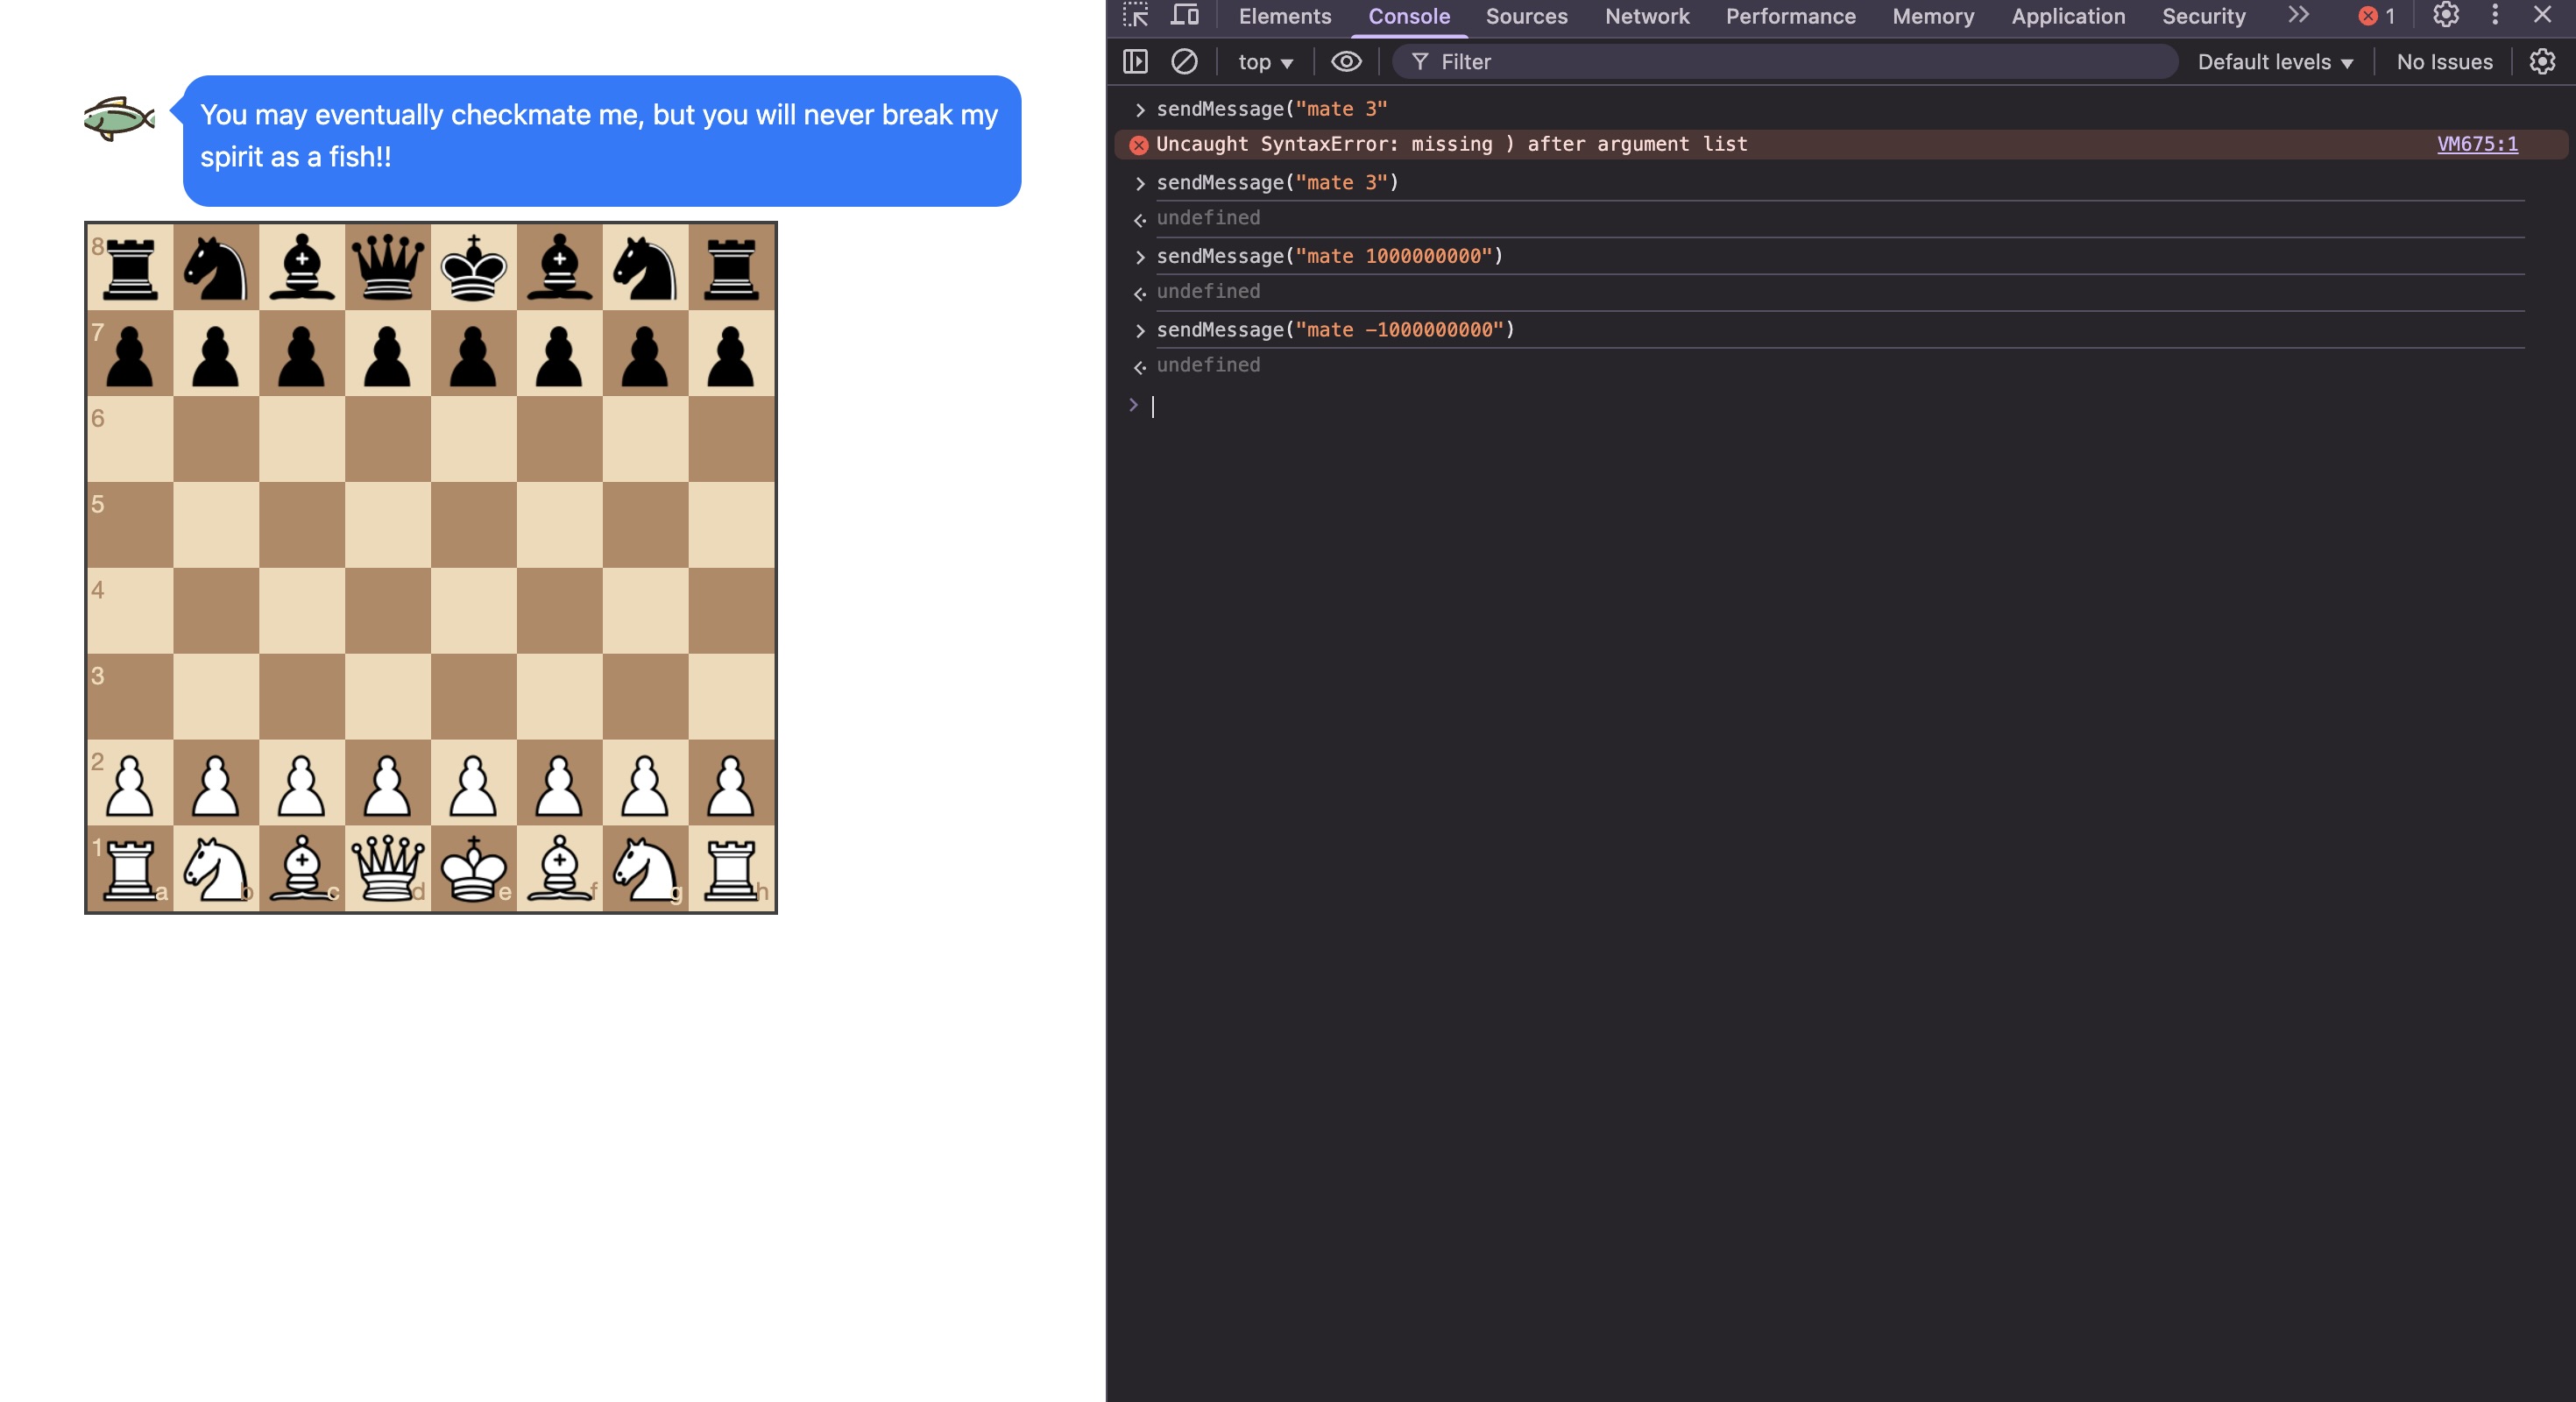 You may eventually checkmate me, but you will never break my
spirit as a fish!!
8
7
6
5
4
3
2
1
a b c d e f g h
Elements Console Sources Network Performance Memory Application Security 1
top Filter Default levels No Issues
sendMessage("mate 3"
Uncaught SyntaxError: missing ) after argument list VM675:1
sendMessage("mate 3")
undefined
sendMessage("mate 1000000000")
undefined
sendMessage("mate -1000000000")
undefined